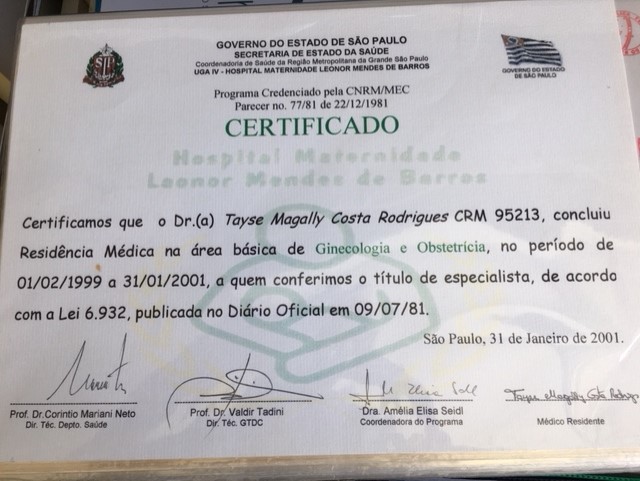 GOVERNO DO ESTADO DE SÃO PAULO
SECRETARIA DE ESTADO DA SAÚDE
Coordenadoria de Saúde da Região Metropolitana da Grande São Paulo
UGA IV - HOSPITAL MATERNIDADE LEONOR MENDES DE BARROS
GOVERNO DO ESTADO
DE SÃO PAULO
Programa Credenciado pela CNRM/MEC
Parecer no. 77/81 de 22/12/1981
CERTIFICADO
Hospital Maternidade
Leonor Mendes de Barros
Certificamos que o Dr.(a) Tayse Magally Costa Rodrigues CRM 95213, concluiu
Residência Médica na área básica de Ginecologia e Obstetrícia, no período de
01/02/1999 a 31/01/2001, a quem conferimos o título de especialista, de acordo
com a Lei 6.932, publicada no Diário Oficial em 09/07/81.
São Paulo, 31 de Janeiro de 2001.
Tayse Magally Costa Rodrigues
Prof. Dr. Corintio Mariani Neto
Dir. Téc. Depto. Saúde
Prof. Dr. Valdir Tadini
Dir. Téc. GTDC
Dra. Amélia Elisa Seidl
Coordenadora do Programa
Médico Residente